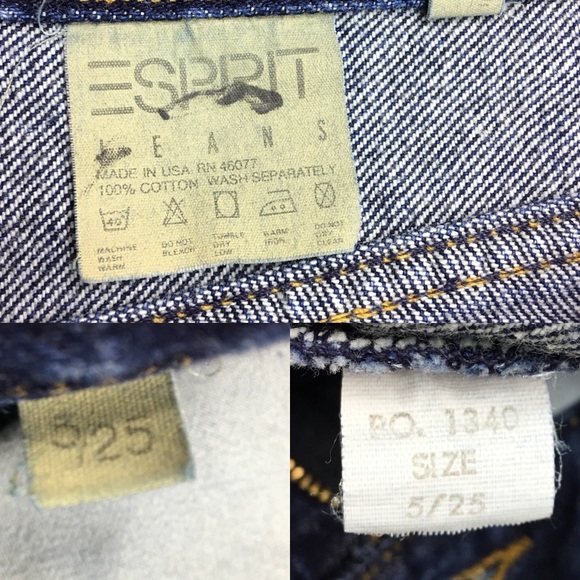 ESPRIT
JEANS
MADE IN USA RN 46077
100% COTTON WASH SEPARATELY
40°
MACHINE WASH WARM
DO NOT BLEACH
TUMBLE DRY LOW
WARM IRON
DO NOT DRY CLEAN
5/25
P.O. 1340
SIZE
5/25